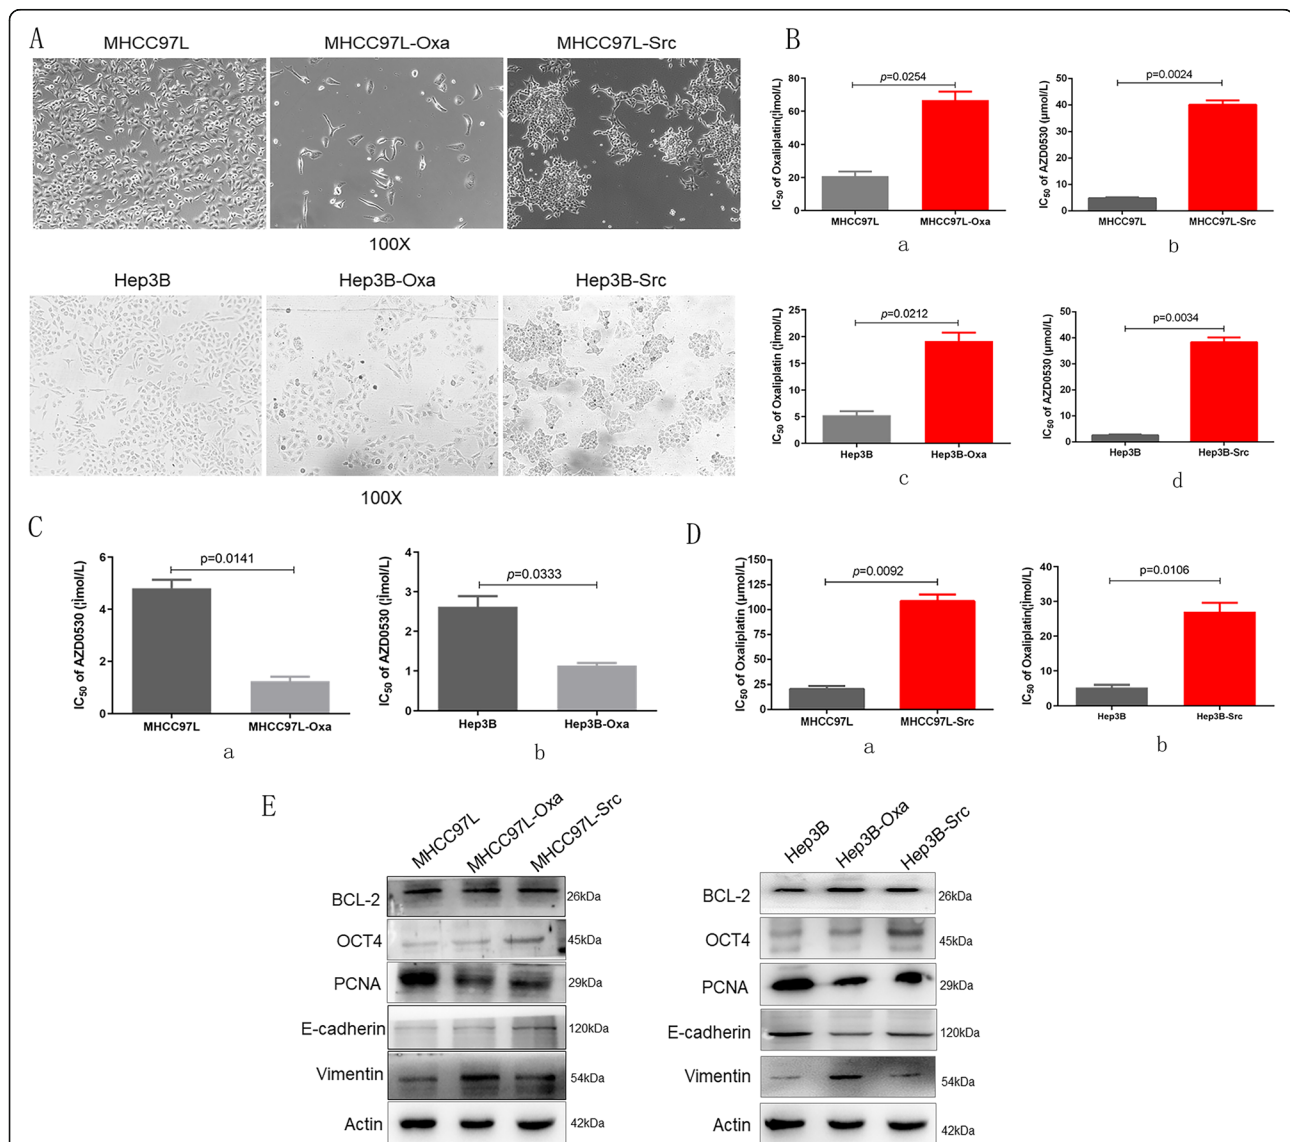 A
MHCC97L MHCC97L-Oxa MHCC97L-Src
100X
Hep3B Hep3B-Oxa Hep3B-Src
100X
B
IC50 of Oxaliplatin(¦Ìmol/L)
80
60
40
20
0
p=0.0254
MHCC97L MHCC97L-Oxa
a
IC50 of AZD0530 (μmol/L)
50
40
30
20
10
0
p=0.0024
MHCC97L MHCC97L-Src
b
IC50 of Oxaliplatin (¦Ìmol/L)
25
20
15
10
5
0
p=0.0212
Hep3B Hep3B-Oxa
c
IC50 of AZD0530 (μmol/L)
50
40
30
20
10
0
p=0.0034
Hep3B Hep3B-Src
d
C
IC50 of AZD0530 (¦Ìmol/L)
6
4
2
0
p=0.0141
MHCC97L MHCC97L-Oxa
a
IC50 of AZD0530 (¦Ìmol/L)
4
3
2
1
0
p=0.0333
Hep3B Hep3B-Oxa
b
D
IC50 of Oxaliplatin (μmol/L)
150
125
100
75
50
25
0
p=0.0092
MHCC97L MHCC97L-Src
a
IC50 of Oxaliplatin(¦Ìmol/L)
40
30
20
10
0
p=0.0106
Hep3B Hep3B-Src
b
E
MHCC97L MHCC97L-Oxa MHCC97L-Src
BCL-2 26kDa
OCT4 45kDa
PCNA 29kDa
E-cadherin 120kDa
Vimentin 54kDa
Actin 42kDa
Hep3B Hep3B-Oxa Hep3B-Src
BCL-2 26kDa
OCT4 45kDa
PCNA 29kDa
E-cadherin 120kDa
Vimentin 54kDa
Actin 42kDa